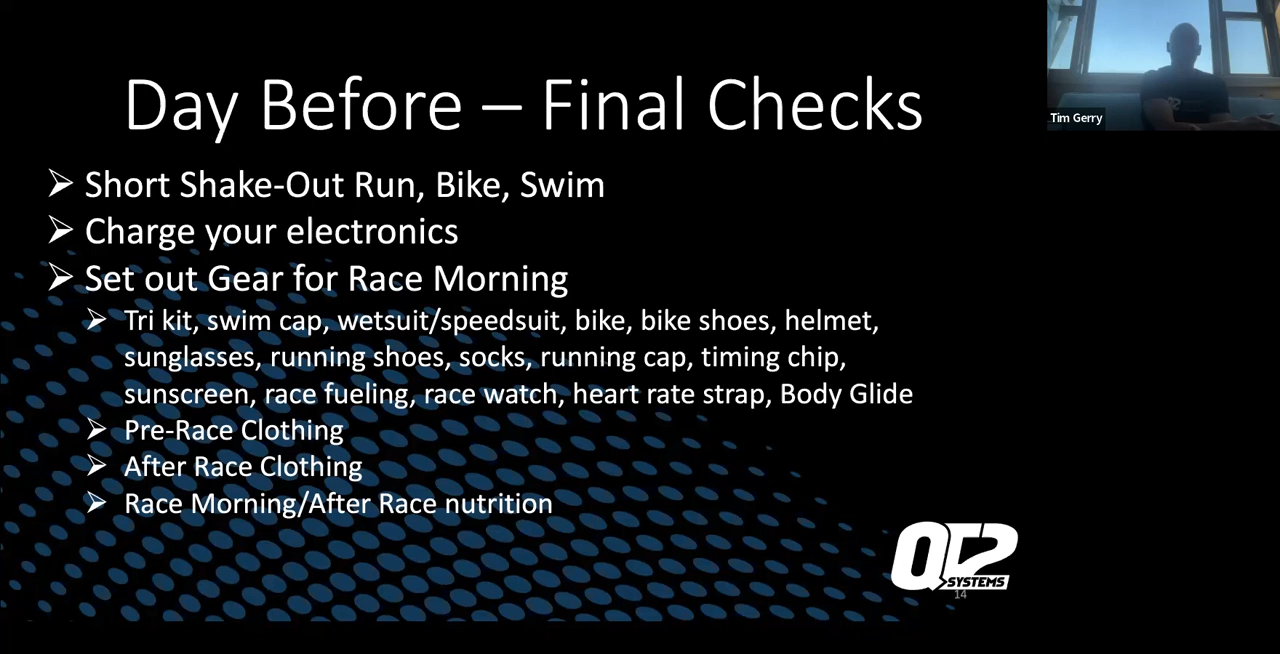 Day Before – Final Checks
Short Shake-Out Run, Bike, Swim
Charge your electronics
Set out Gear for Race Morning
Tri kit, swim cap, wetsuit/speedsuit, bike, bike shoes, helmet,
sunglasses, running shoes, socks, running cap, timing chip,
sunscreen, race fueling, race watch, heart rate strap, Body Glide
Pre-Race Clothing
After Race Clothing
Race Morning/After Race nutrition
Tim Gerry
QT2
SYSTEMS
14